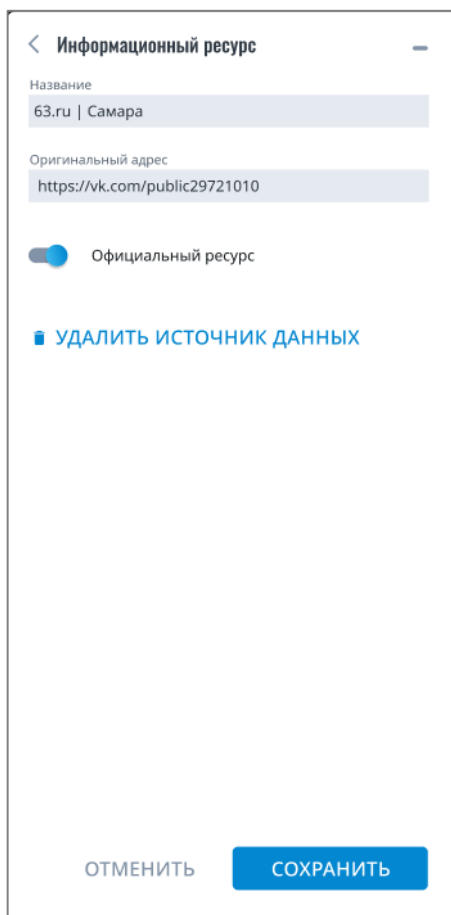 Информационный ресурс
Название
63.ru | Самара
Оригинальный адрес
https://vk.com/public29721010
Официальный ресурс
УДАЛИТЬ ИСТОЧНИК ДАННЫХ
ОТМЕНИТЬ
СОХРАНИТЬ